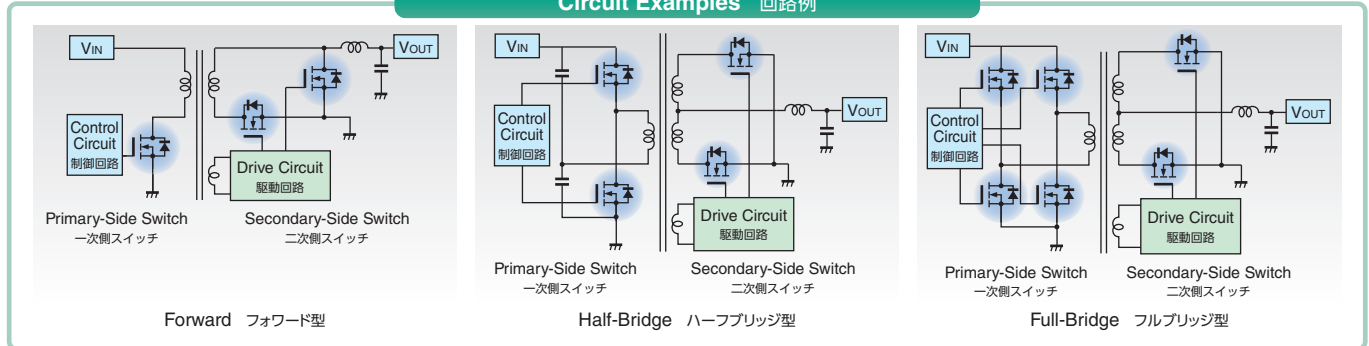 Circuit Examples 回路例
VIN
VOUT
Control
Circuit
制御回路
Drive Circuit
駆動回路
Primary-Side Switch
一次側スイッチ
Secondary-Side Switch
二次側スイッチ
Forward フォワード型
VIN
VOUT
Control
Circuit
制御回路
Drive Circuit
駆動回路
Primary-Side Switch
一次側スイッチ
Secondary-Side Switch
二次側スイッチ
Half-Bridge ハーフブリッジ型
VIN
VOUT
Control
Circuit
制御回路
Drive Circuit
駆動回路
Primary-Side Switch
一次側スイッチ
Secondary-Side Switch
二次側スイッチ
Full-Bridge フルブリッジ型